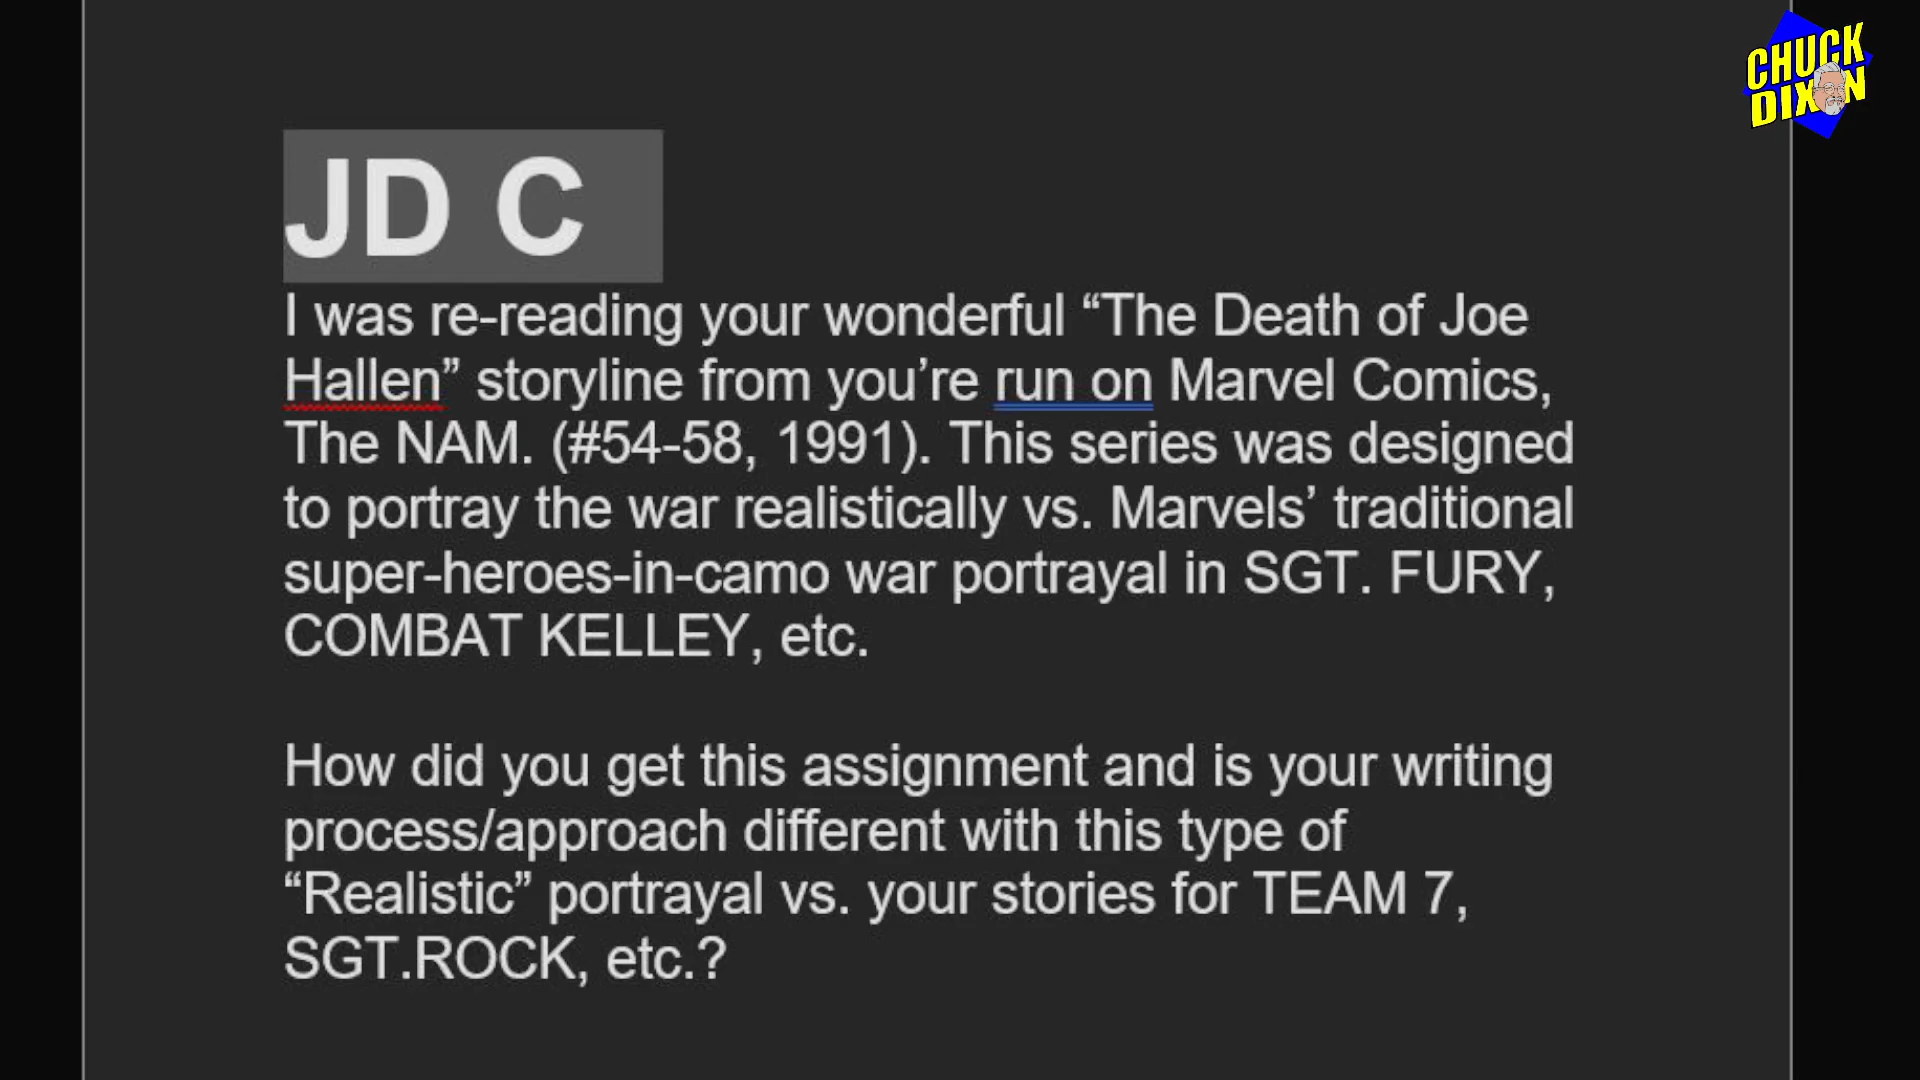 CHUCK
DIXON
JD C
I was re-reading your wonderful “The Death of Joe
Hallen” storyline from you’re run on Marvel Comics,
The NAM. (#54-58, 1991). This series was designed
to portray the war realistically vs. Marvels’ traditional
super-heroes-in-camo war portrayal in SGT. FURY,
COMBAT KELLEY, etc.
How did you get this assignment and is your writing
process/approach different with this type of
“Realistic” portrayal vs. your stories for TEAM 7,
SGT.ROCK, etc.?